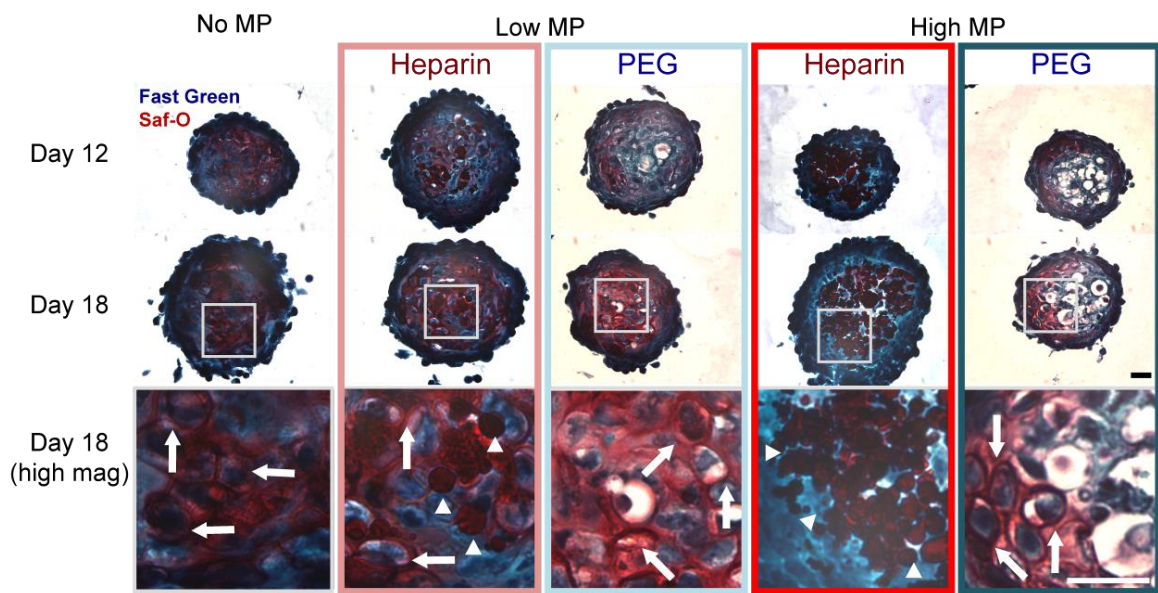 No MP
Low MP
High MP
Heparin
PEG
Heparin
PEG
Fast Green
Saf-O
Day 12
Day 18
Day 18
(high mag)